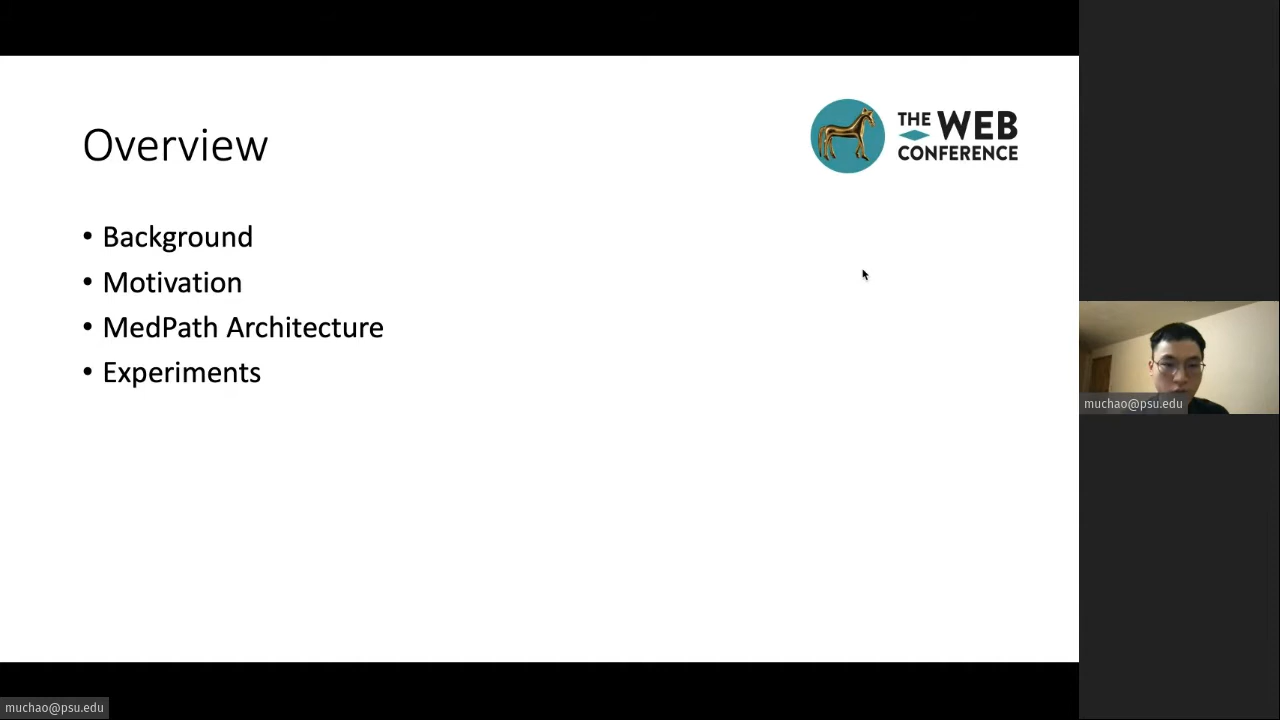 Overview
THE WEB
CONFERENCE
• Background
• Motivation
• MedPath Architecture
• Experiments
muchao@psu.edu
muchao@psu.edu